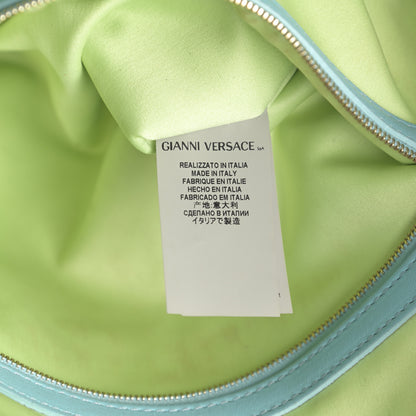 GIANNI VERSACE SpA
REALIZZATO IN ITALIA
MADE IN ITALY
FABRIQUE EN ITALIE
HECHO EN ITALIA
FABRICADO EM ITALIA
产地:意大利
СДЕЛАНО В ИТАЛИИ
イタリアで製造